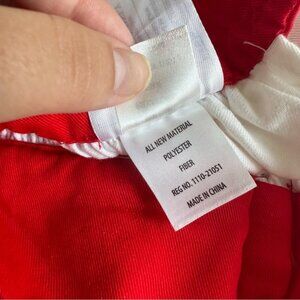 ALL NEW MATERIAL
POLYESTER
FIBER
REG NO. 1110-21051
MADE IN CHINA